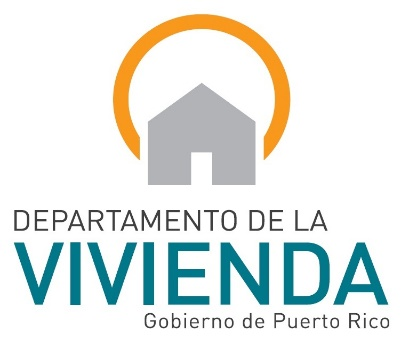 DEPARTAMENTO DE LA
VIVIENDA
Gobierno de Puerto Rico